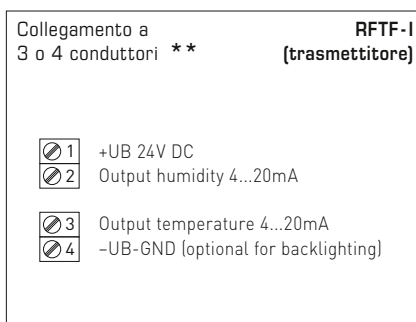 Collegamento a
3 o 4 conduttori **
RFTF-I
(trasmettitore)
1 +UB 24V DC
2 Output humidity 4...20mA
3 Output temperature 4...20mA
4 –UB-GND (optional for backlighting)